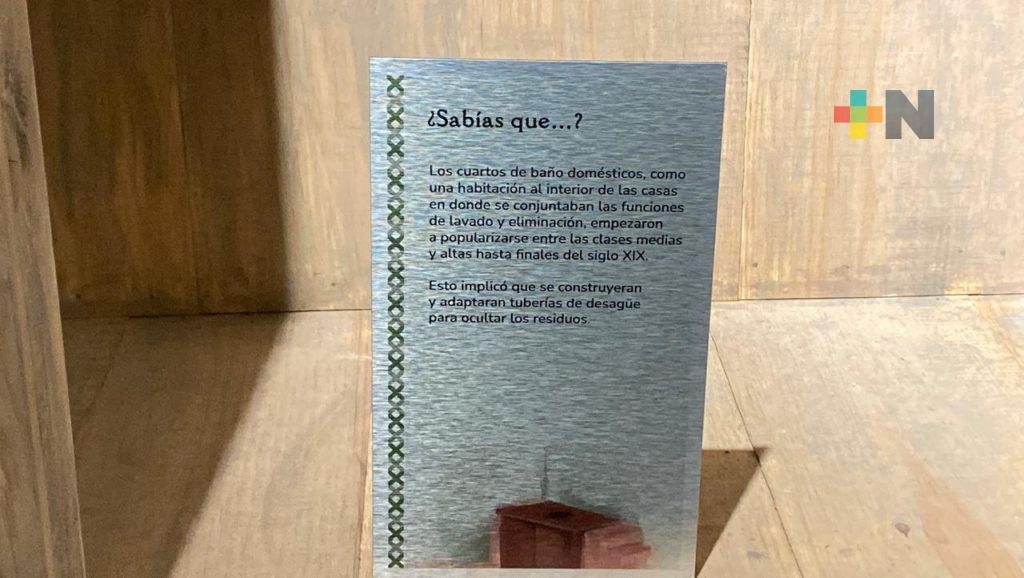 ¿Sabías que...?
Los cuartos de baño domésticos, como
una habitación al interior de las casas
en donde se conjuntaban las funciones
de lavado y eliminación, empezaron
a popularizarse entre las clases medias
y altas hasta finales del siglo XIX.
Esto implicó que se construyeran
y adaptaran tuberías de desagüe
para ocultar los residuos.
+N